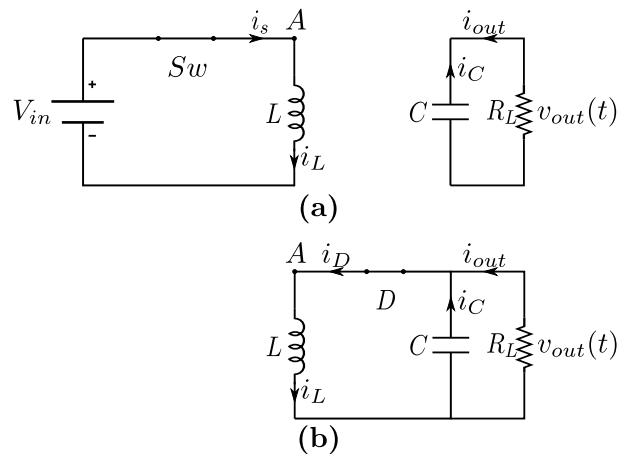 i_s A i_out
Sw i_C
+
V_in L C R_L v_out(t)
−
i_L
(a)
A i_D i_out
D i_C
L C R_L v_out(t)
i_L
(b)